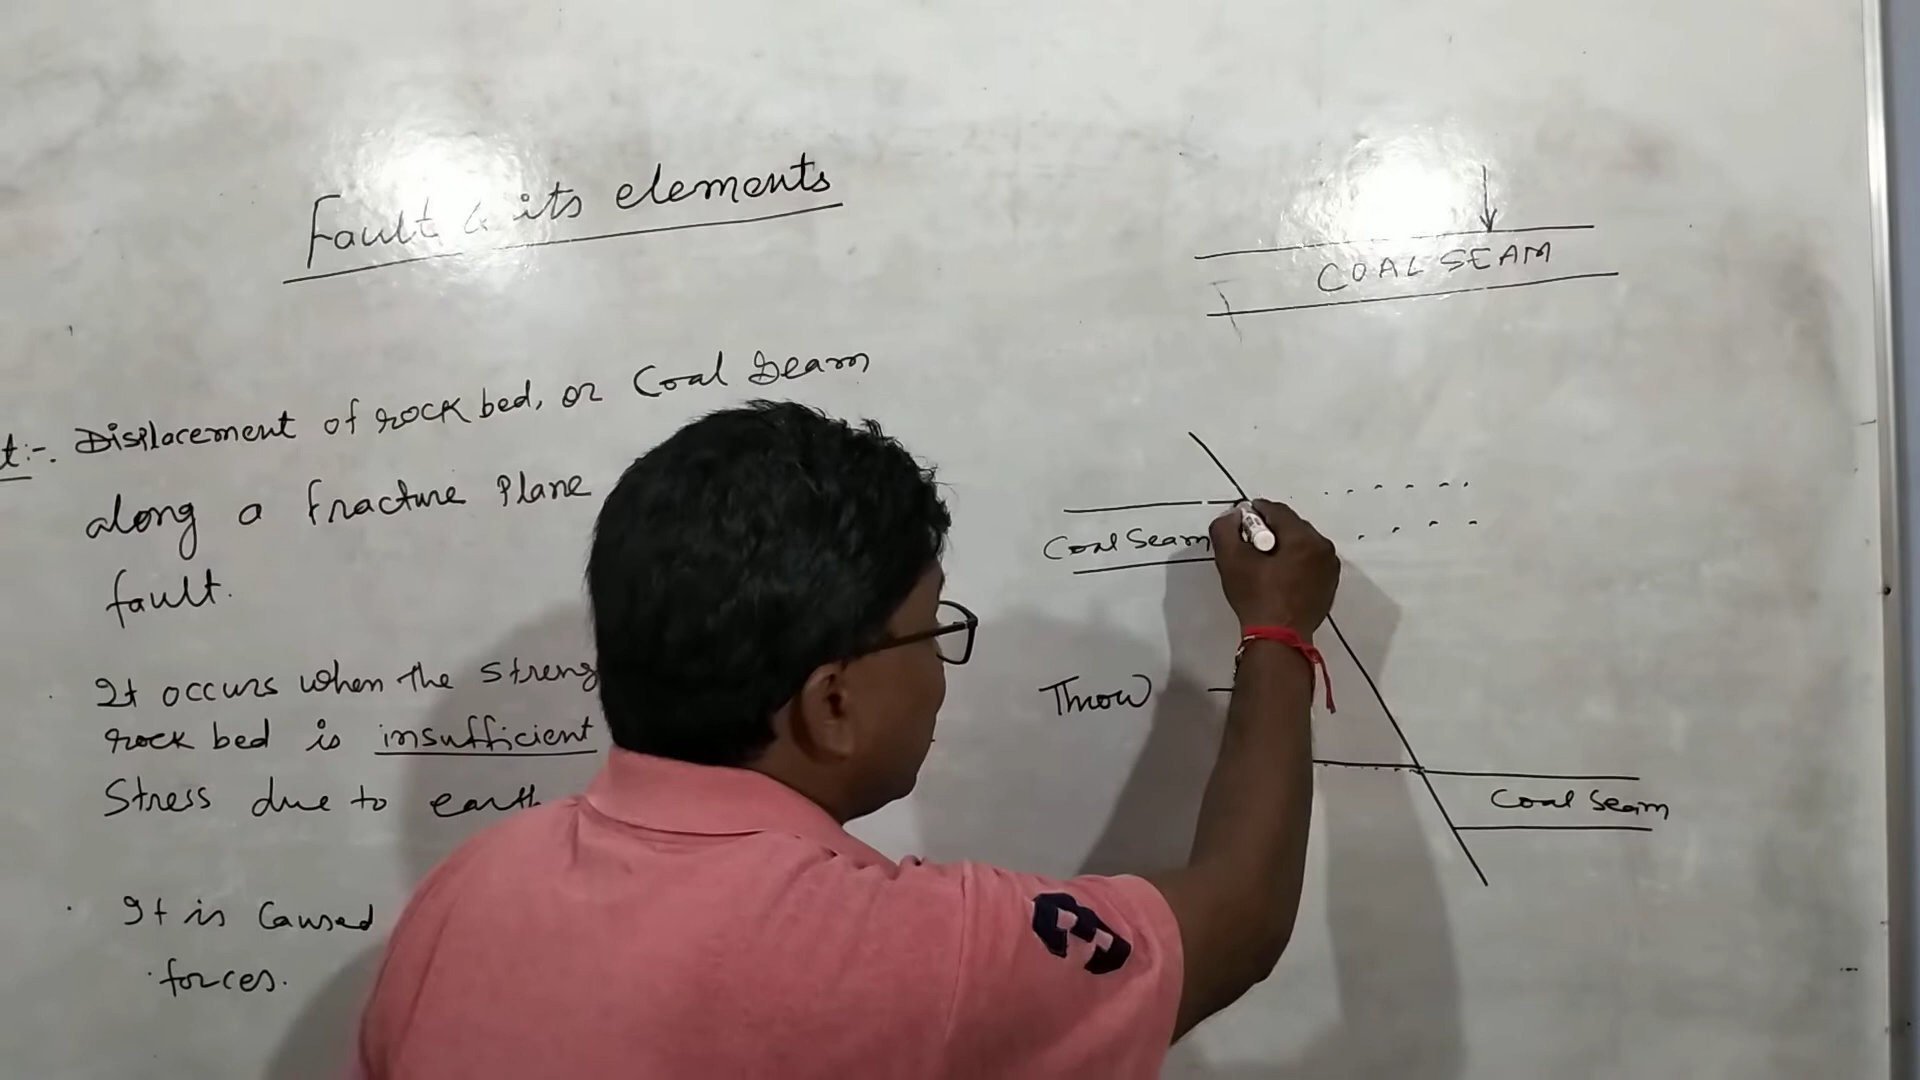 Fault & its elements
t:-. Displacement of rock bed, or Coal Seam
along a fracture Plane
fault.
It occurs when the streng
rock bed is insufficient
Stress due to earth
It is Caused
forces.
COAL SEAM
Coal Seam
Throw
Coal Seam